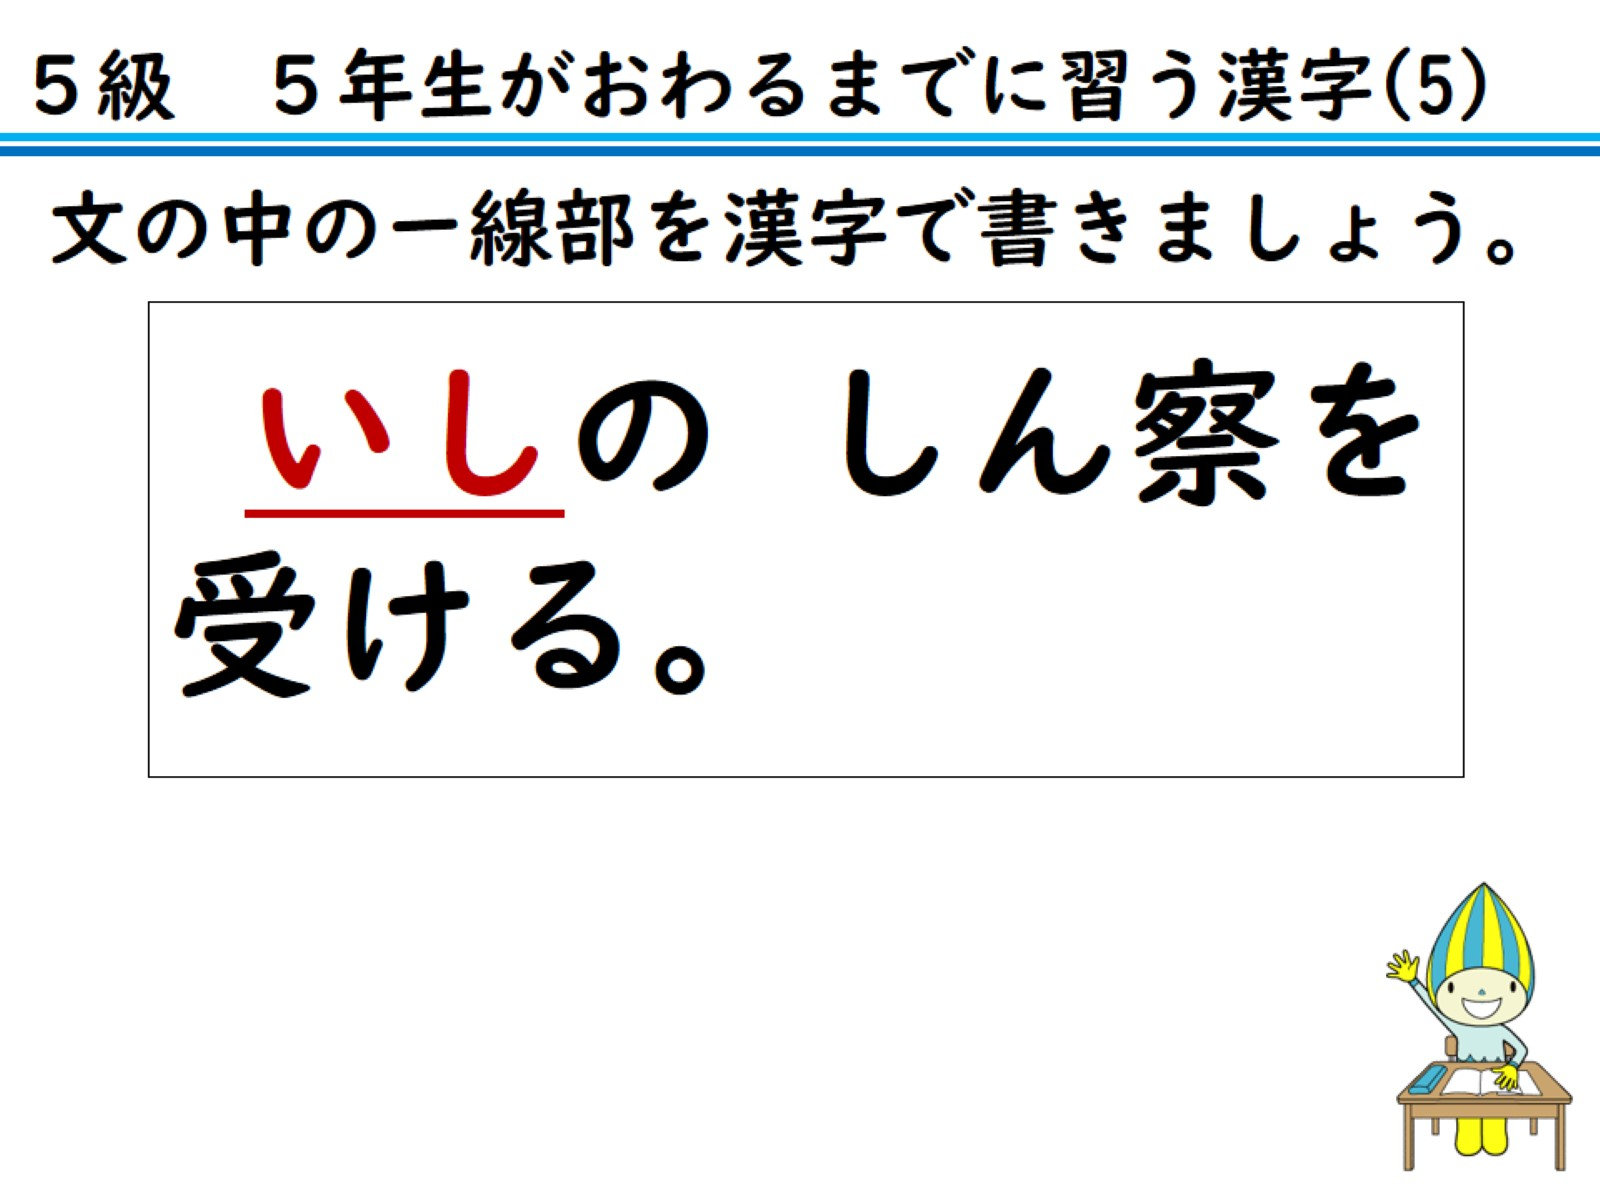 ５級　５年生がおわるまでに習う漢字(5)
文の中の一線部を漢字で書きましょう。
いしの しん察を
受ける。